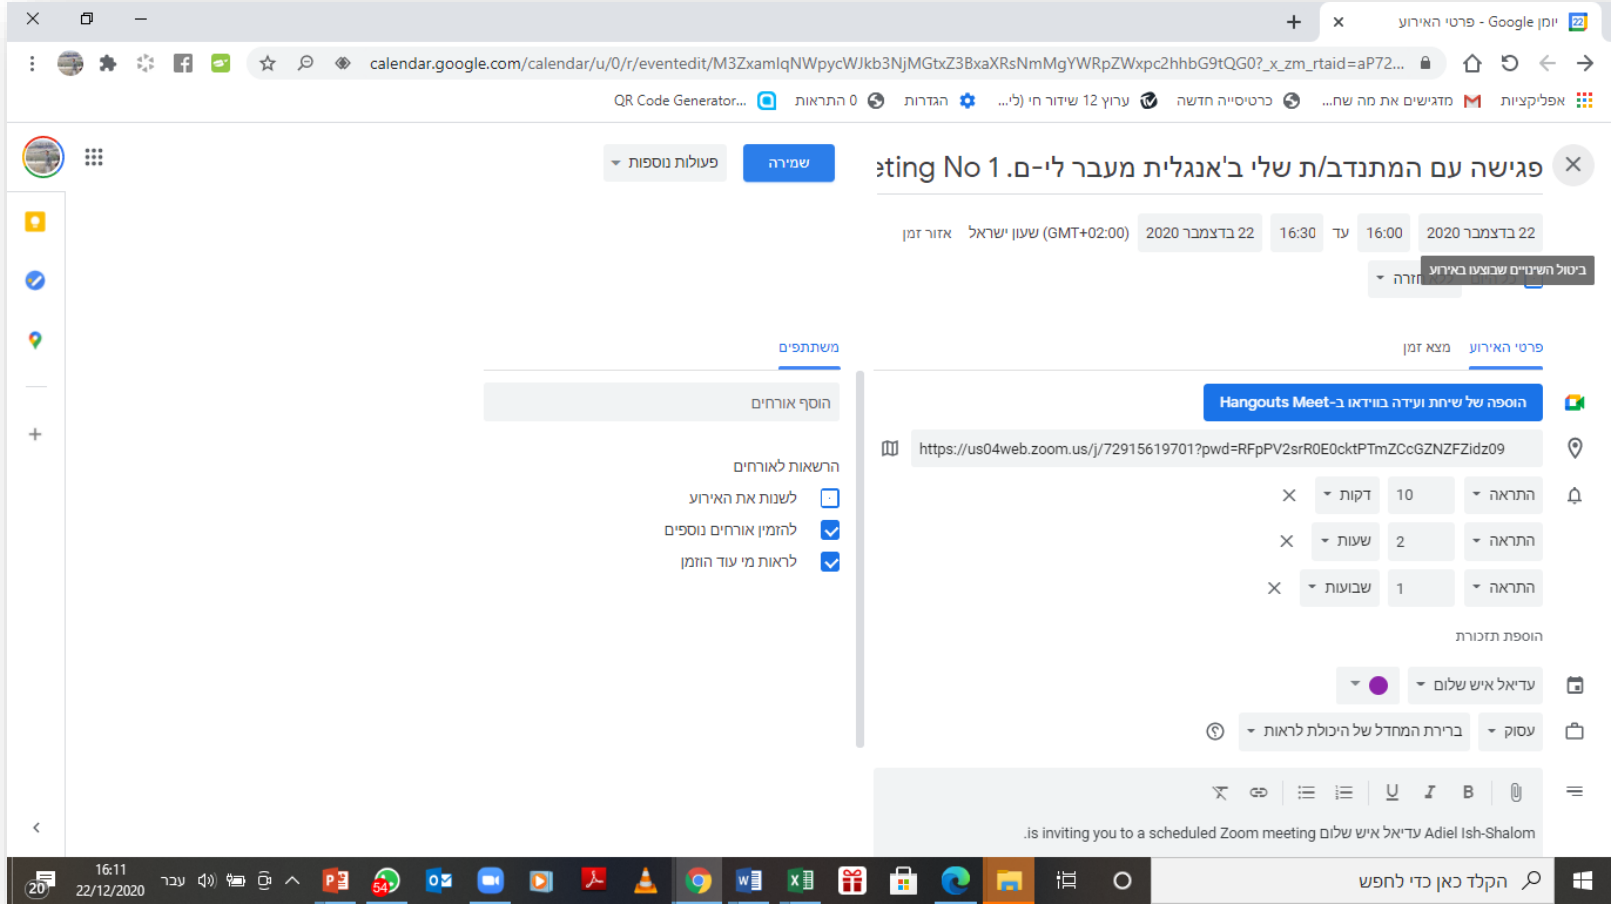 יומן Google - פרטי האירוע
calendar.google.com/calendar/u/0/r/eventedit/M3ZxamlqNWpycWJkb3NjMGtxZ3BxaXRsNmMgYWRpZWxpc2hhbG9tQG0?_x_zm_rtaid=aP72...
אפליקציות
מדגישים את מה שח...
כרטיסייה חדשה
ערוץ 12 שידור חי (לי...
הגדרות
0 התראות
QR Code Generator...
פגישה עם המתנדב/ת שלי ב'אנגלית מעבר לי-ם. eting No 1
שמירה
פעולות נוספות
22 בדצמבר 2020
16:00
עד
16:30
22 בדצמבר 2020
(GMT+02:00) שעון ישראל
אזור זמן
ביטול השינויים שבוצעו באירוע
פרטי האירוע
מצא זמן
משתתפים
הוספה של שיחת ועידה בווידאו ב-Hangouts Meet
הוסף אורחים
https://us04web.zoom.us/j/72915619701?pwd=RFpPV2srR0E0cktPTmZCcGZNZFZidz09
הרשאות לאורחים
התראה 10 דקות
לשנות את האירוע
התראה 2 שעות
להזמין אורחים נוספים
לראות מי עוד הוזמן
התראה 1 שבועות
הוספת תזכורת
עדיאל איש שלום
עסוק
ברירת המחדל של היכולת לראות
B I U
Adiel Ish-Shalom עדיאל איש שלום is inviting you to a scheduled Zoom meeting.
הקלד כאן כדי לחפש
54
עבר
16:11
22/12/2020
20